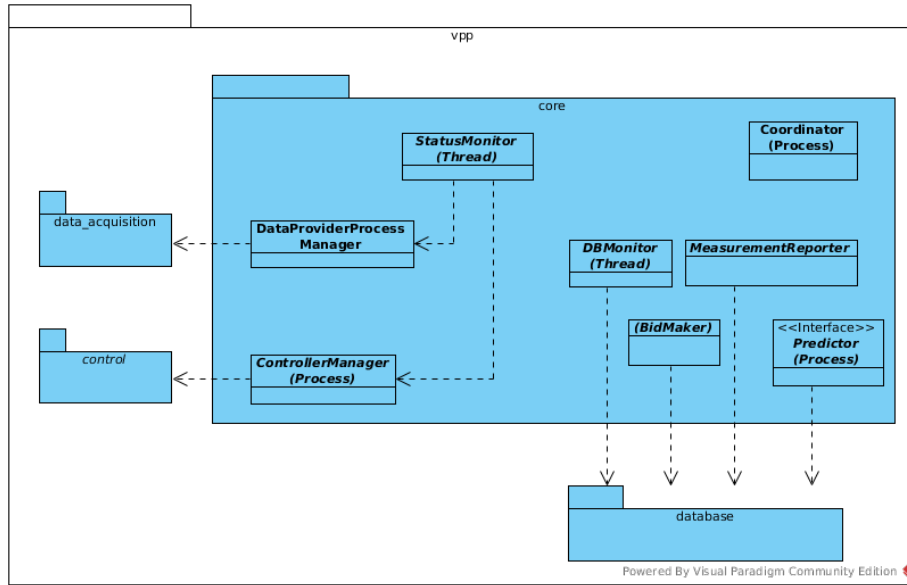 vpp
core
StatusMonitor
(Thread)
Coordinator
(Process)
data_acquisition
DataProviderProcess
Manager
DBMonitor
(Thread)
MeasurementReporter
(BidMaker)
<<Interface>>
Predictor
(Process)
control
ControllerManager
(Process)
database
Powered By Visual Paradigm Community Edition